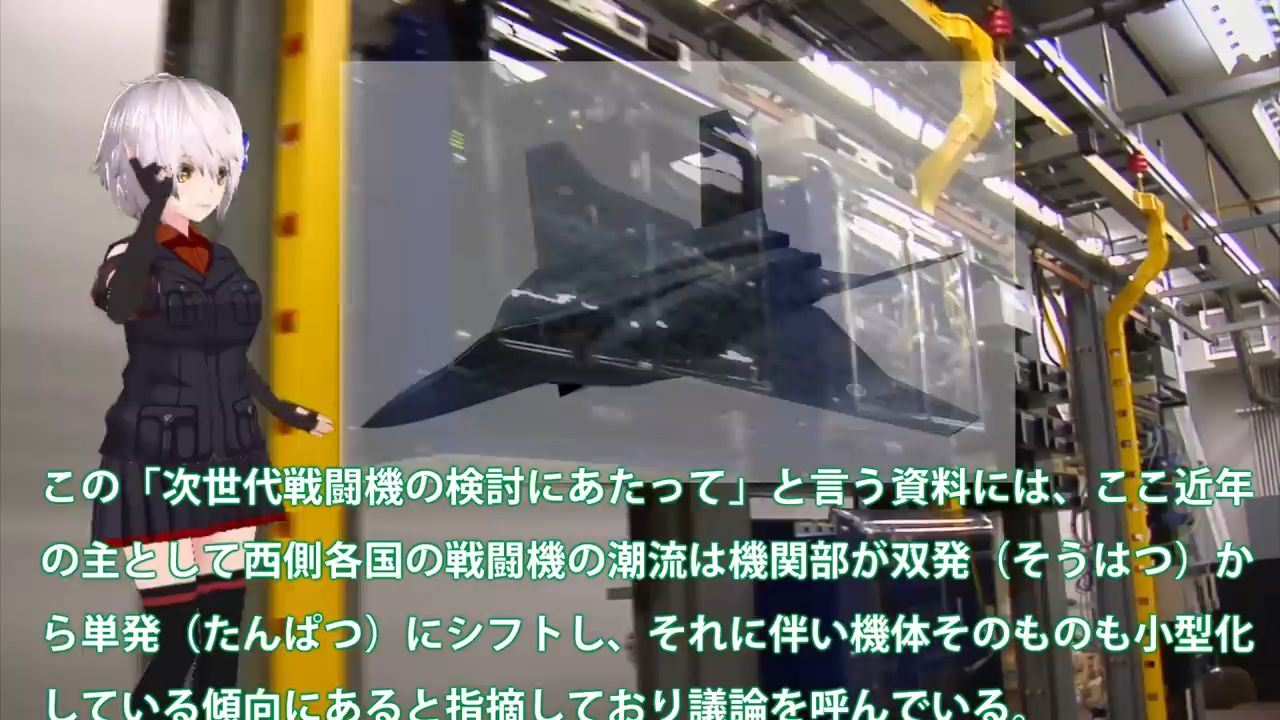 この「次世代戦闘機の検討にあたって」と言う資料には、ここ近年
の主として西側各国の戦闘機の潮流は機関部が双発（そうはつ）か
ら単発（たんぱつ）にシフトし、それに伴い機体そのものも小型化
している傾向にあると指摘しており議論を呼んでいる。